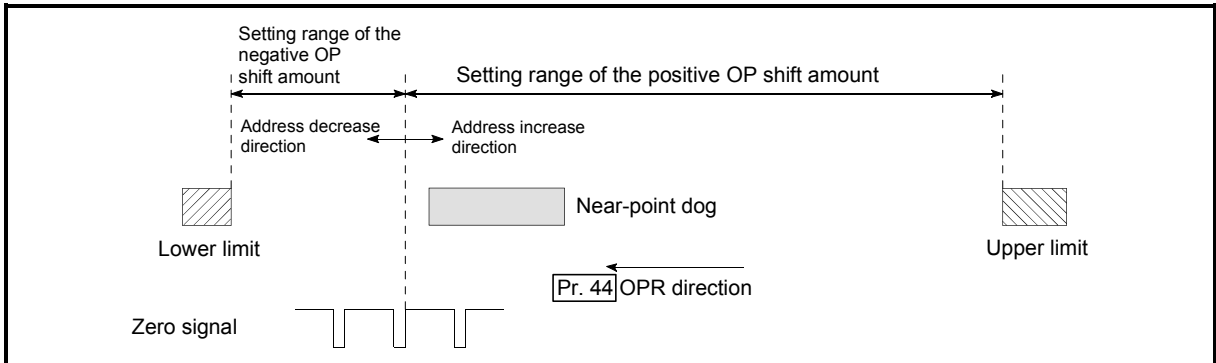 Setting range of the
negative OP
shift amount
Setting range of the positive OP shift amount
Address decrease
direction
Address increase
direction
Near-point dog
Lower limit
Upper limit
Pr. 44 OPR direction
Zero signal